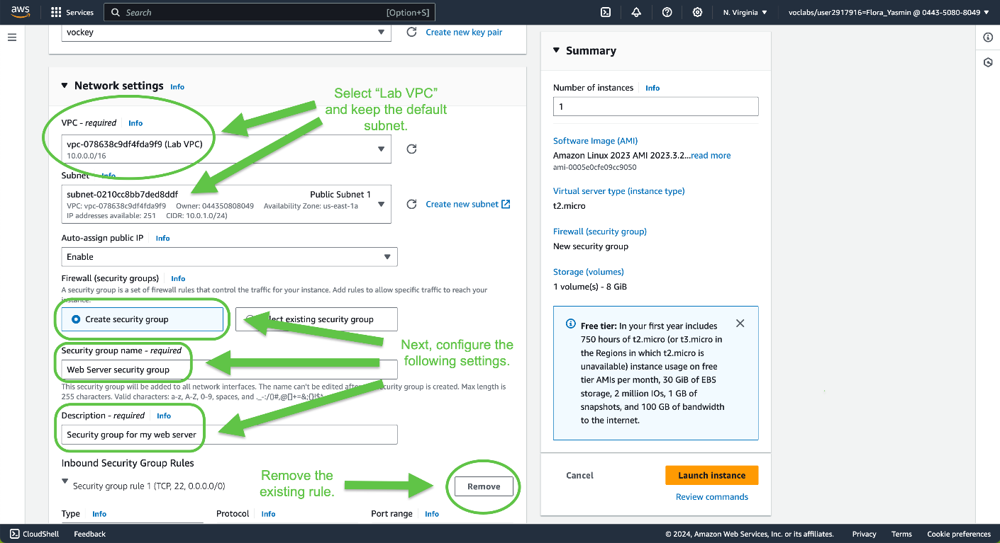 aws
Services
Search
[Option+S]
N. Virginia
voclabs/user2917916=Flora_Yasmin @ 0443-5080-8049
vockey
Create new key pair
Network settings Info
Select “Lab VPC”
and keep the default
subnet.
VPC - required Info
vpc-078638c9df4fda9f9 (Lab VPC)
10.0.0.0/16
Subnet Info
subnet-0210cc8bb7ded8ddf Public Subnet 1
VPC: vpc-078638c9df4fda9f9 Owner: 044350808049 Availability Zone: us-east-1a
IP addresses available: 251 CIDR: 10.0.1.0/24)
Create new subnet
Auto-assign public IP Info
Enable
Firewall (security groups) Info
A security group is a set of firewall rules that control the traffic for your instance. Add rules to allow specific traffic to reach your
instance.
Create security group
lect existing security group
Next, configure the
following settings.
Security group name - required
Web Server security group
This security group will be added to all network interfaces. The name can't be edited after security group is created. Max length is
255 characters. Valid characters: a-z, A-Z, 0-9, spaces, and ._-:/()#,@[]+=&;{}!$*
Description - required Info
Security group for my web server
Inbound Security Group Rules
Remove the
existing rule.
Security group rule 1 (TCP, 22, 0.0.0.0/0)
Remove
Type Info
Protocol Info
Port range Info
Summary
Number of instances Info
1
Software Image (AMI)
Amazon Linux 2023 AMI 2023.3.2...read more
ami-0005e0cfe09cc9050
Virtual server type (instance type)
t2.micro
Firewall (security group)
New security group
Storage (volumes)
1 volume(s) - 8 GiB
Free tier: In your first year includes
750 hours of t2.micro (or t3.micro in
the Regions in which t2.micro is
unavailable) instance usage on free
tier AMIs per month, 30 GiB of EBS
storage, 2 million IOs, 1 GB of
snapshots, and 100 GB of bandwidth
to the internet.
Cancel
Launch instance
Review commands
CloudShell
Feedback
© 2024, Amazon Web Services, Inc. or its affiliates.
Privacy
Terms
Cookie preferences